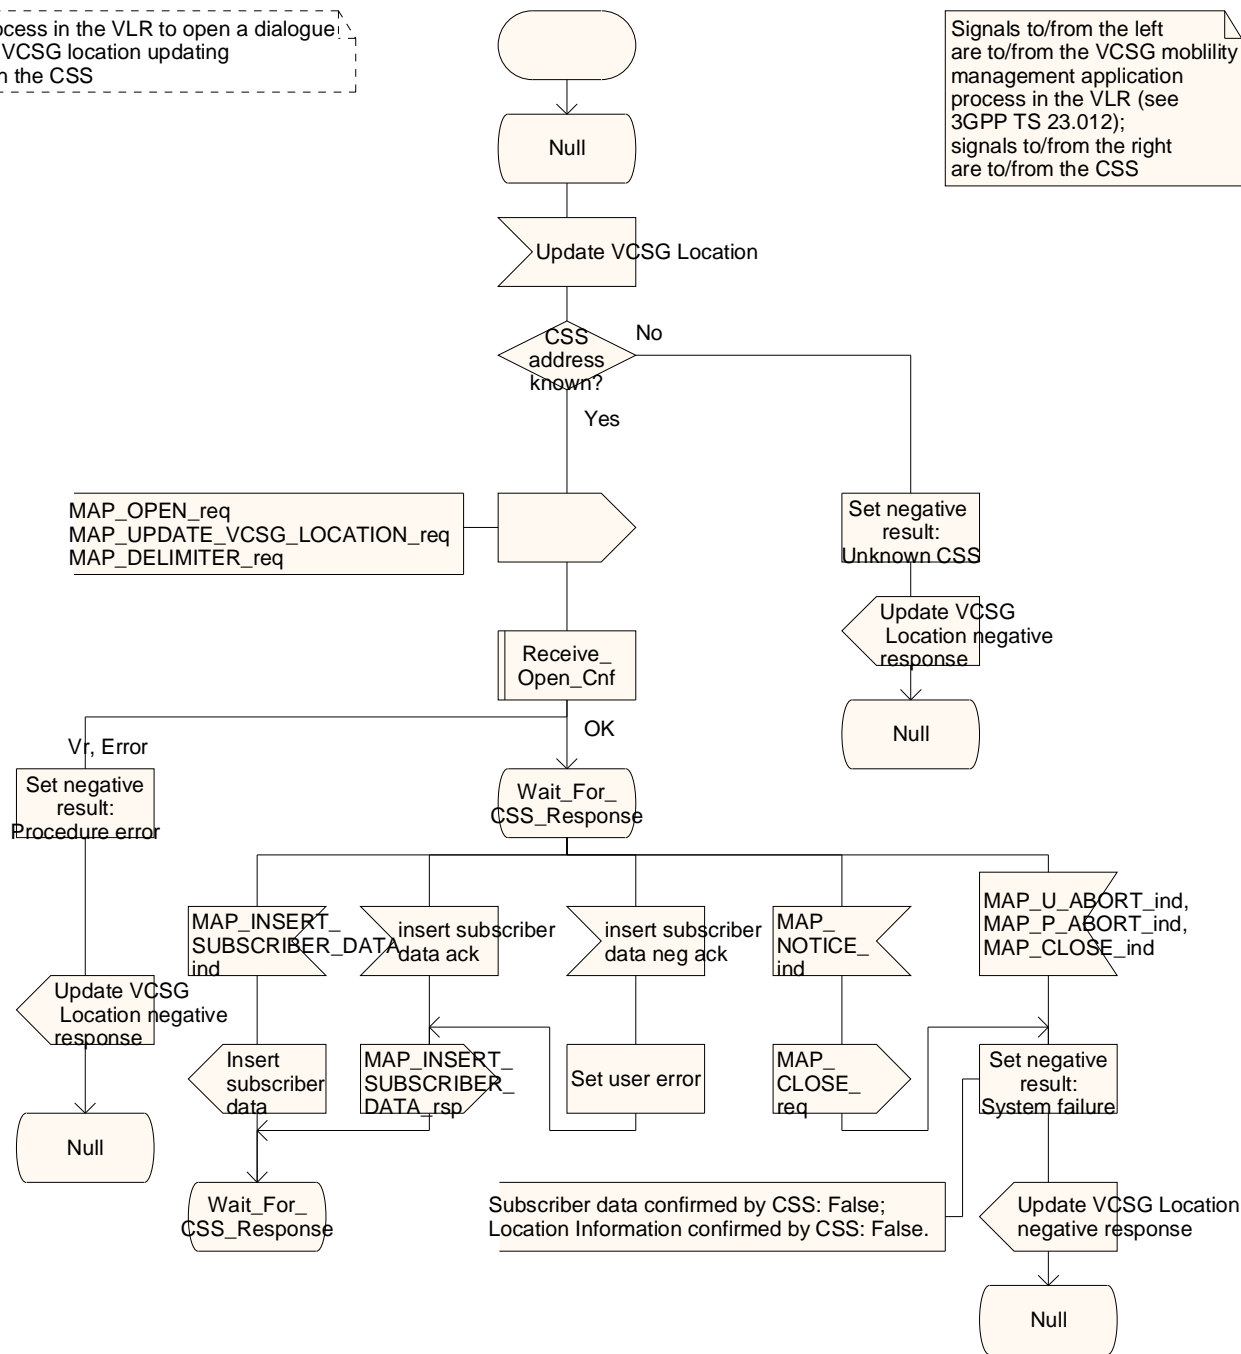 cess in the VLR to open a dialogue
VCSG location updating
the CSS
Signals to/from the left
are to/from the VCSG moblility
management application
process in the VLR (see
3GPP TS 23.012);
signals to/from the right
are to/from the CSS
Null
Update VCSG Location
CSS
address
known?
No
Yes
MAP_OPEN_req
MAP_UPDATE_VCSG_LOCATION_req
MAP_DELIMITER_req
Set negative
result:
Unknown CSS
Update VCSG
Location negative
response
Null
Receive_
Open_Cnf
OK
Vr, Error
Set negative
result:
Procedure error
Wait_For_
CSS_Response
MAP_INSERT_
SUBSCRIBER_DATA_
ind
insert subscriber
data ack
insert subscriber
data neg ack
MAP_
NOTICE_
ind
MAP_U_ABORT_ind,
MAP_P_ABORT_ind,
MAP_CLOSE_ind
Update VCSG
Location negative
response
Insert
subscriber
data
MAP_INSERT_
SUBSCRIBER_
DATA_rsp
Set user error
MAP_
CLOSE_
req
Set negative
result:
System failure
Null
Wait_For_
CSS_Response
Subscriber data confirmed by CSS: False;
Location Information confirmed by CSS: False.
Update VCSG Location
negative response
Null